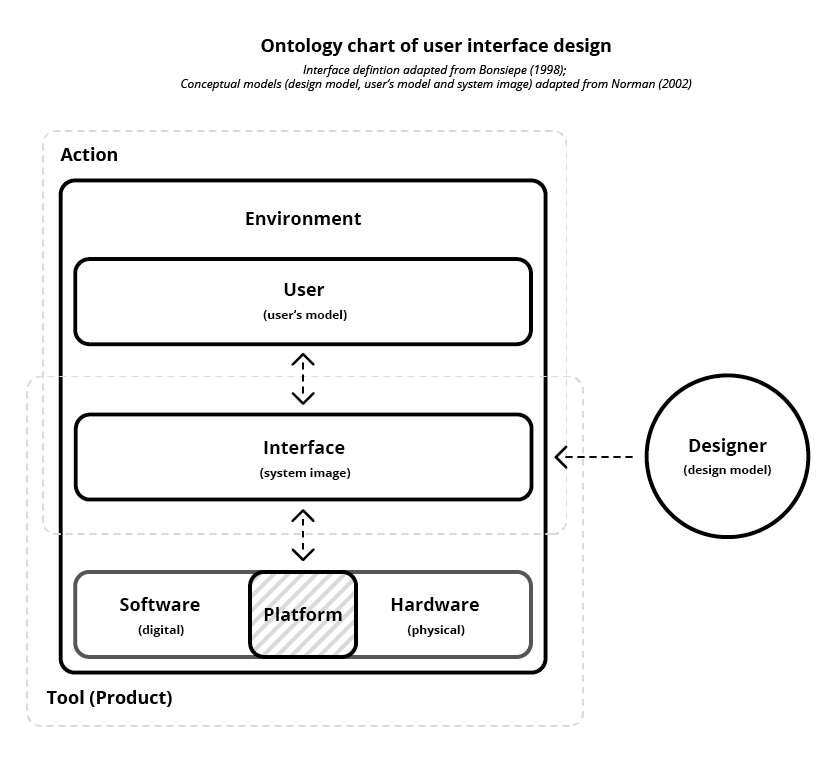 Ontology chart of user interface design
Interface defintion adapted from Bonsiepe (1998);
Conceptual models (design model, user’s model and system image) adapted from Norman (2002)
Action
Environment
User
(user’s model)
Interface
(system image)
Designer
(design model)
Software
(digital)
Platform
Hardware
(physical)
Tool (Product)